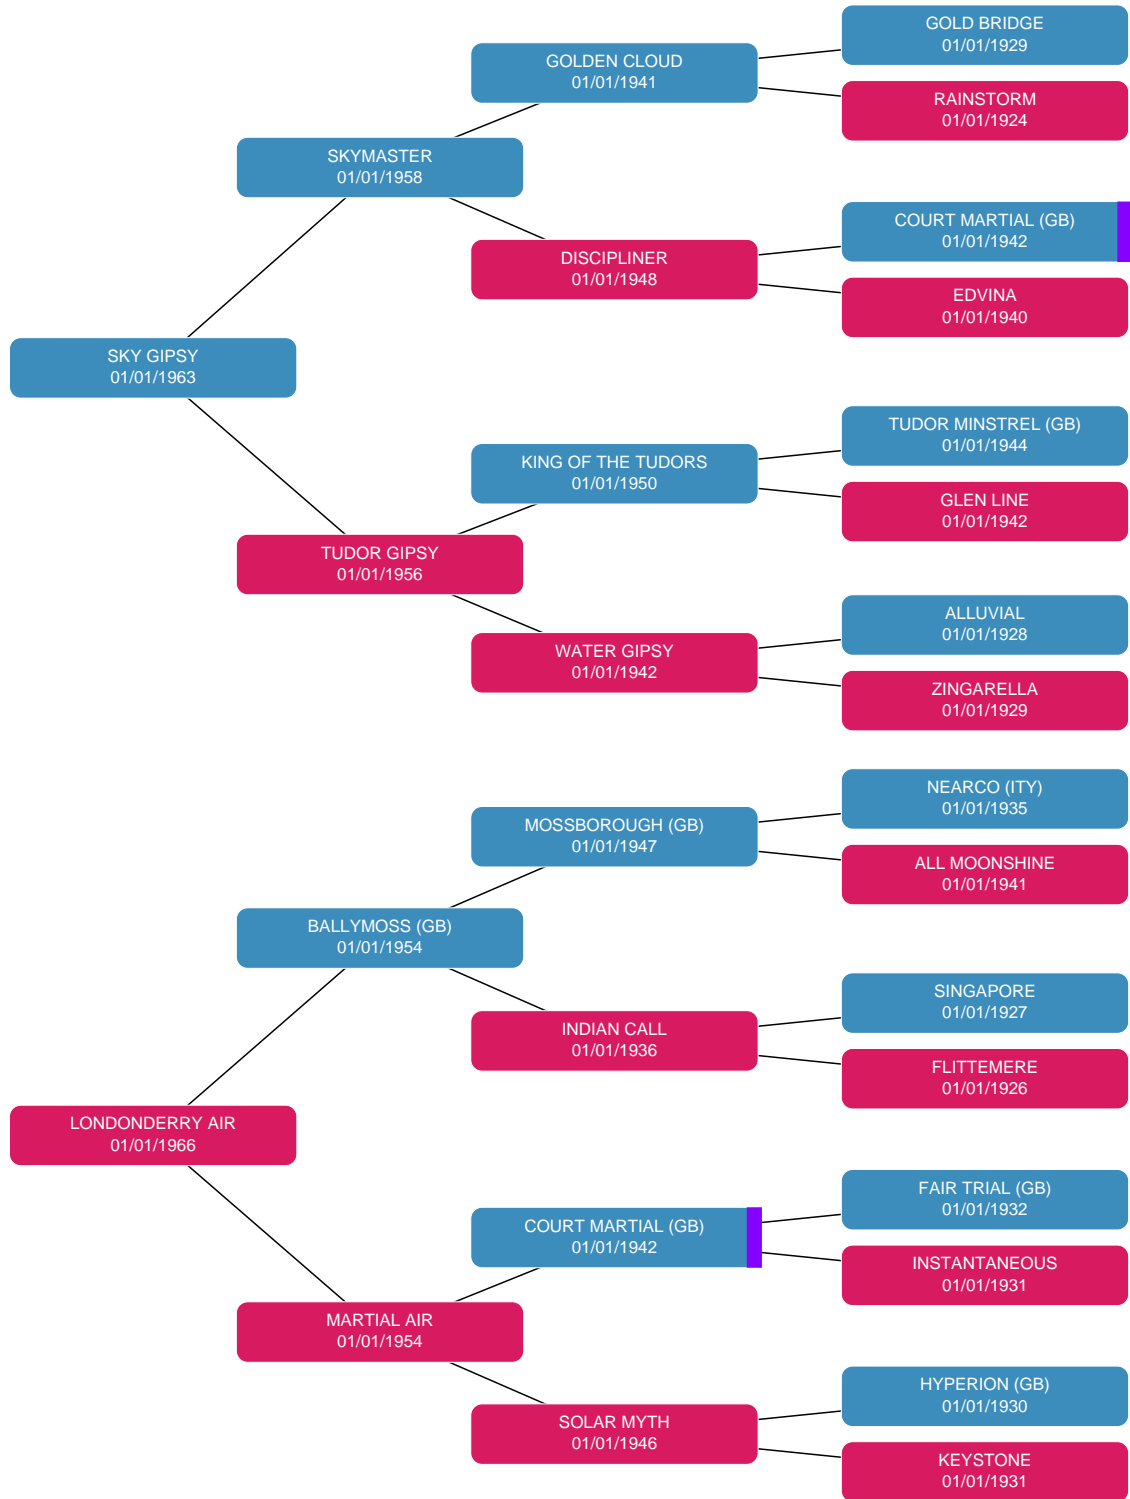 GOLD BRIDGE
01/01/1929
GOLDEN CLOUD
01/01/1941
RAINSTORM
01/01/1924
SKYMASTER
01/01/1958
COURT MARTIAL (GB)
01/01/1942
DISCIPLINER
01/01/1948
EDVINA
01/01/1940
SKY GIPSY
01/01/1963
TUDOR MINSTREL (GB)
01/01/1944
KING OF THE TUDORS
01/01/1950
GLEN LINE
01/01/1942
TUDOR GIPSY
01/01/1956
ALLUVIAL
01/01/1928
WATER GIPSY
01/01/1942
ZINGARELLA
01/01/1929
NEARCO (ITY)
01/01/1935
MOSSBOROUGH (GB)
01/01/1947
ALL MOONSHINE
01/01/1941
BALLYMOSS (GB)
01/01/1954
SINGAPORE
01/01/1927
INDIAN CALL
01/01/1936
FLITTEMERE
01/01/1926
LONDONDERRY AIR
01/01/1966
FAIR TRIAL (GB)
01/01/1932
COURT MARTIAL (GB)
01/01/1942
INSTANTANEOUS
01/01/1931
MARTIAL AIR
01/01/1954
HYPERION (GB)
01/01/1930
SOLAR MYTH
01/01/1946
KEYSTONE
01/01/1931